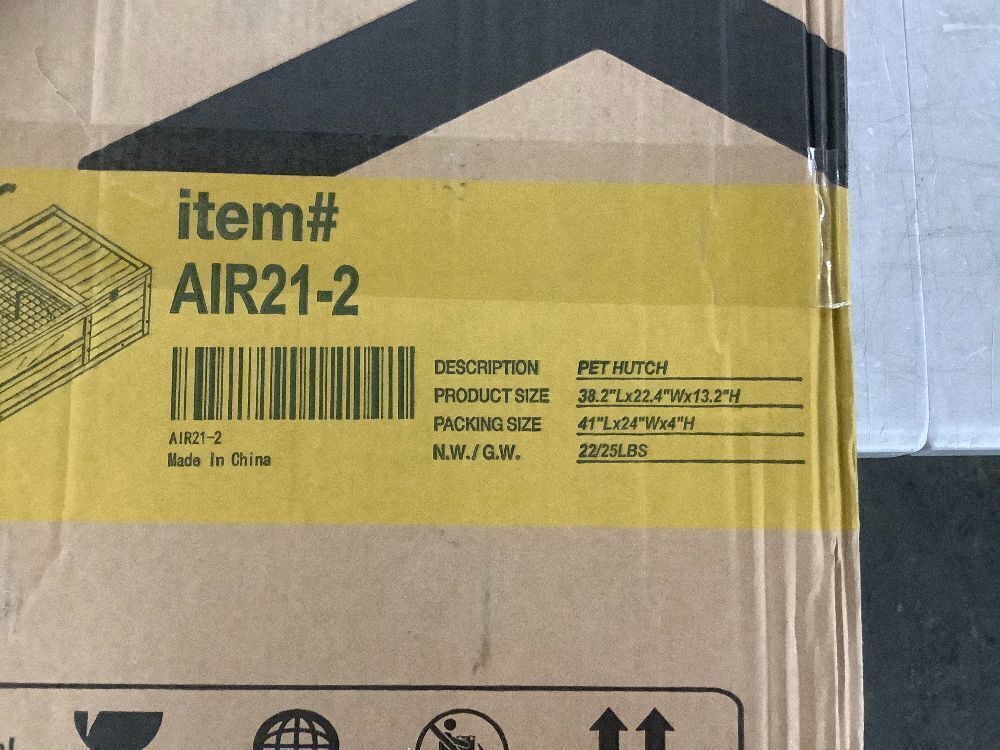 item#
AIR21-2
AIR21-2
Made In China
DESCRIPTION PET HUTCH
PRODUCT SIZE 38.2"Lx22.4"Wx13.2"H
PACKING SIZE 41"Lx24"Wx4"H
N.W./G.W. 22/25LBS